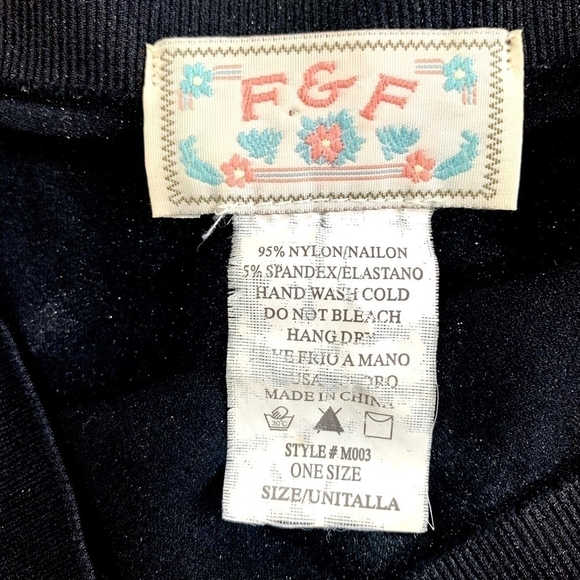 F&F
95% NYLON/NAILON
5% SPANDEX/ELASTANO
HAND WASH COLD
DO NOT BLEACH
HANG DRY
FRIO A MANO
MADE IN CHINA
30°C
STYLE # M003
ONE SIZE
SIZE/UNITALLA